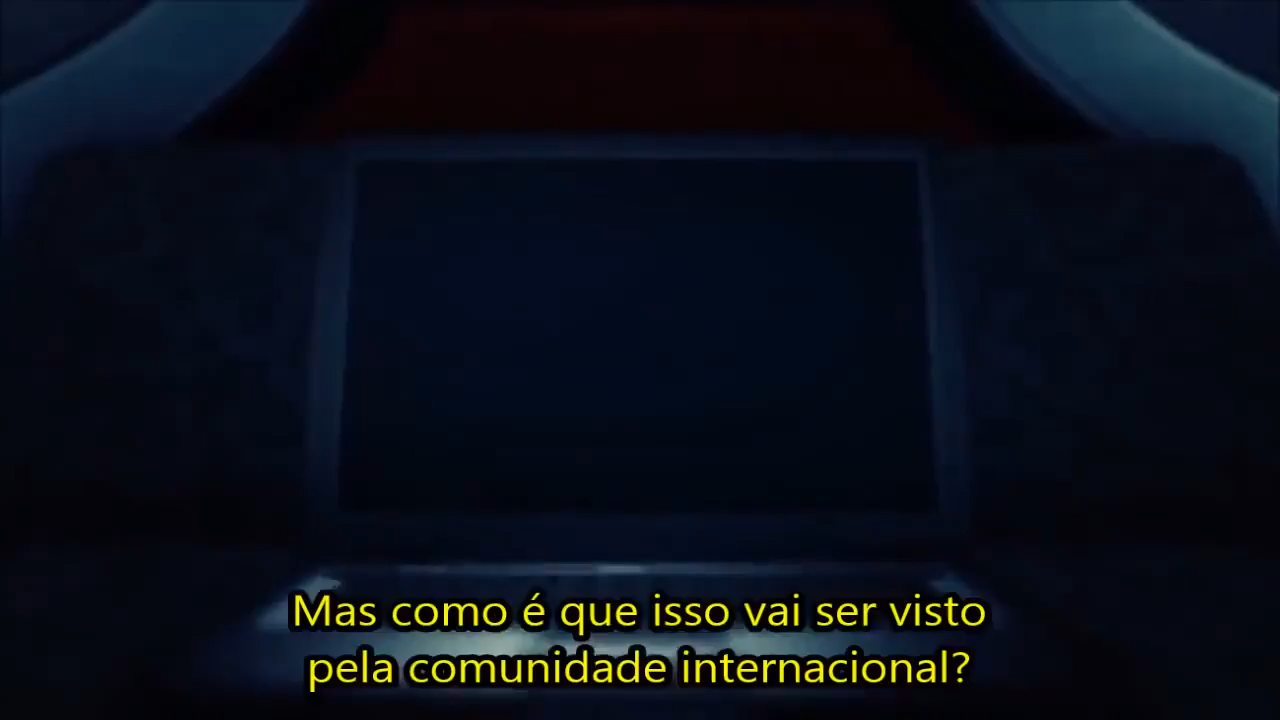 Mas como é que isso vai ser visto
pela comunidade internacional?